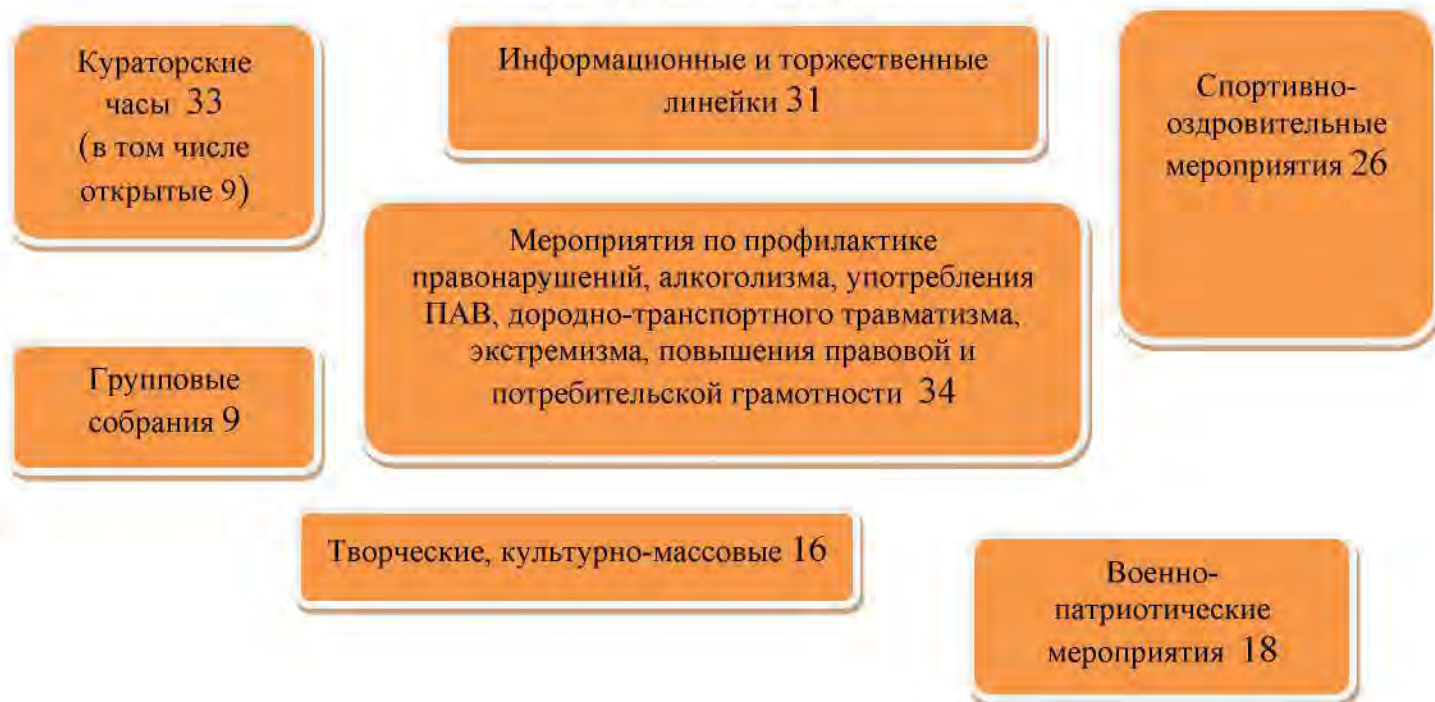 Кураторские
часы 33
(в том числе
открытые 9)
Информационные и торжественные
линейки 31
Спортивно-
оздровительные
мероприятия 26
Мероприятия по профилактике
правонарушений, алкоголизма, употребления
ПАВ, дородно-транспортного травматизма,
экстремизма, повышения правовой и
потребительской грамотности 34
Групповые
собрания 9
Творческие, культурно-массовые 16
Военно-
патриотические
мероприятия 18